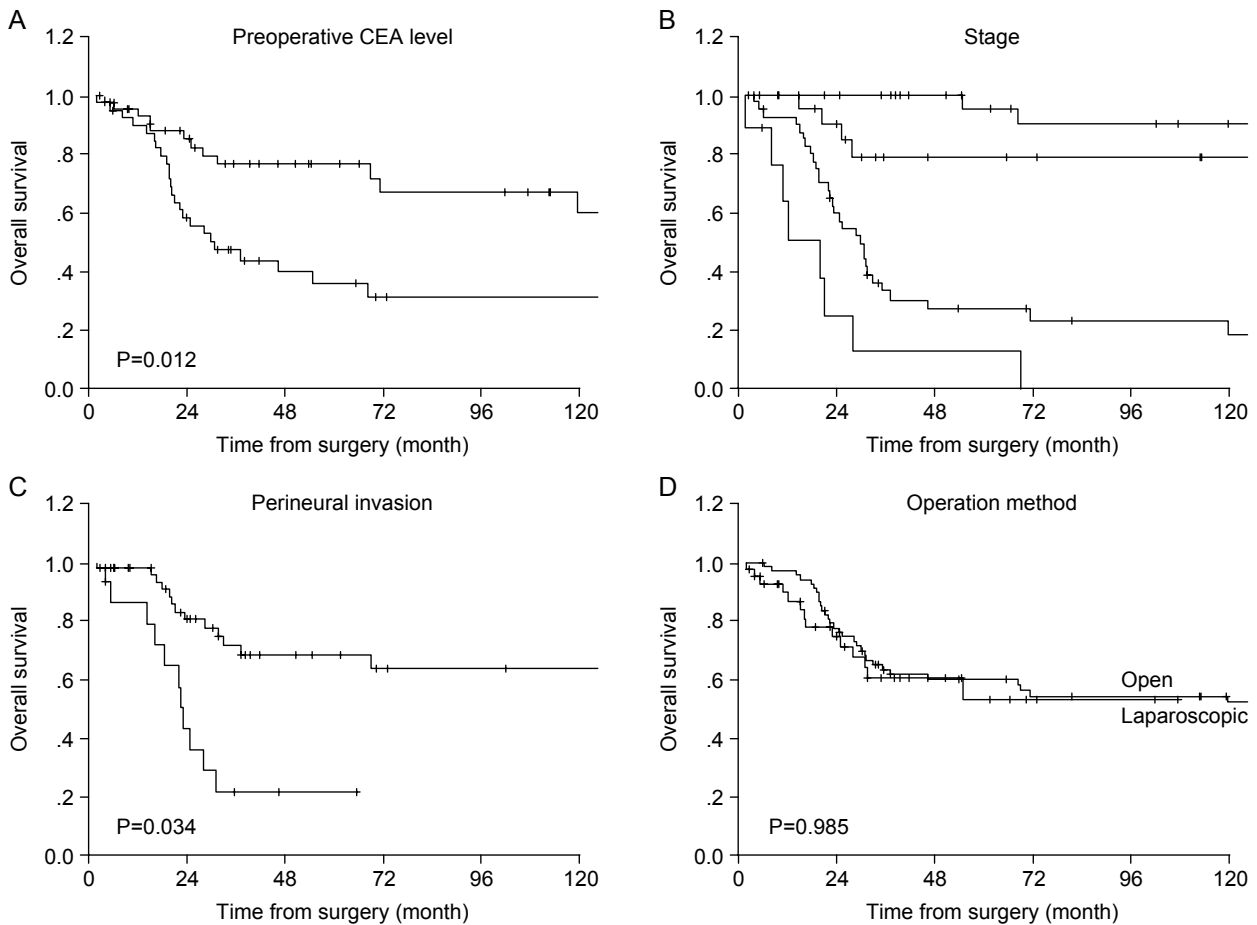 A
Preoperative CEA level
1.2
1.0
.8
.6
.4
.2
0.0
Overall survival
P=0.012
0 24 48 72 96 120
Time from surgery (month)
B
Stage
1.2
1.0
.8
.6
.4
.2
0.0
Overall survival
0 24 48 72 96 120
Time from surgery (month)
C
Perineural invasion
1.2
1.0
.8
.6
.4
.2
0.0
Overall survival
P=0.034
0 24 48 72 96 120
Time from surgery (month)
D
Operation method
1.2
1.0
.8
.6
.4
.2
0.0
Overall survival
Open
Laparoscopic
P=0.985
0 24 48 72 96 120
Time from surgery (month)